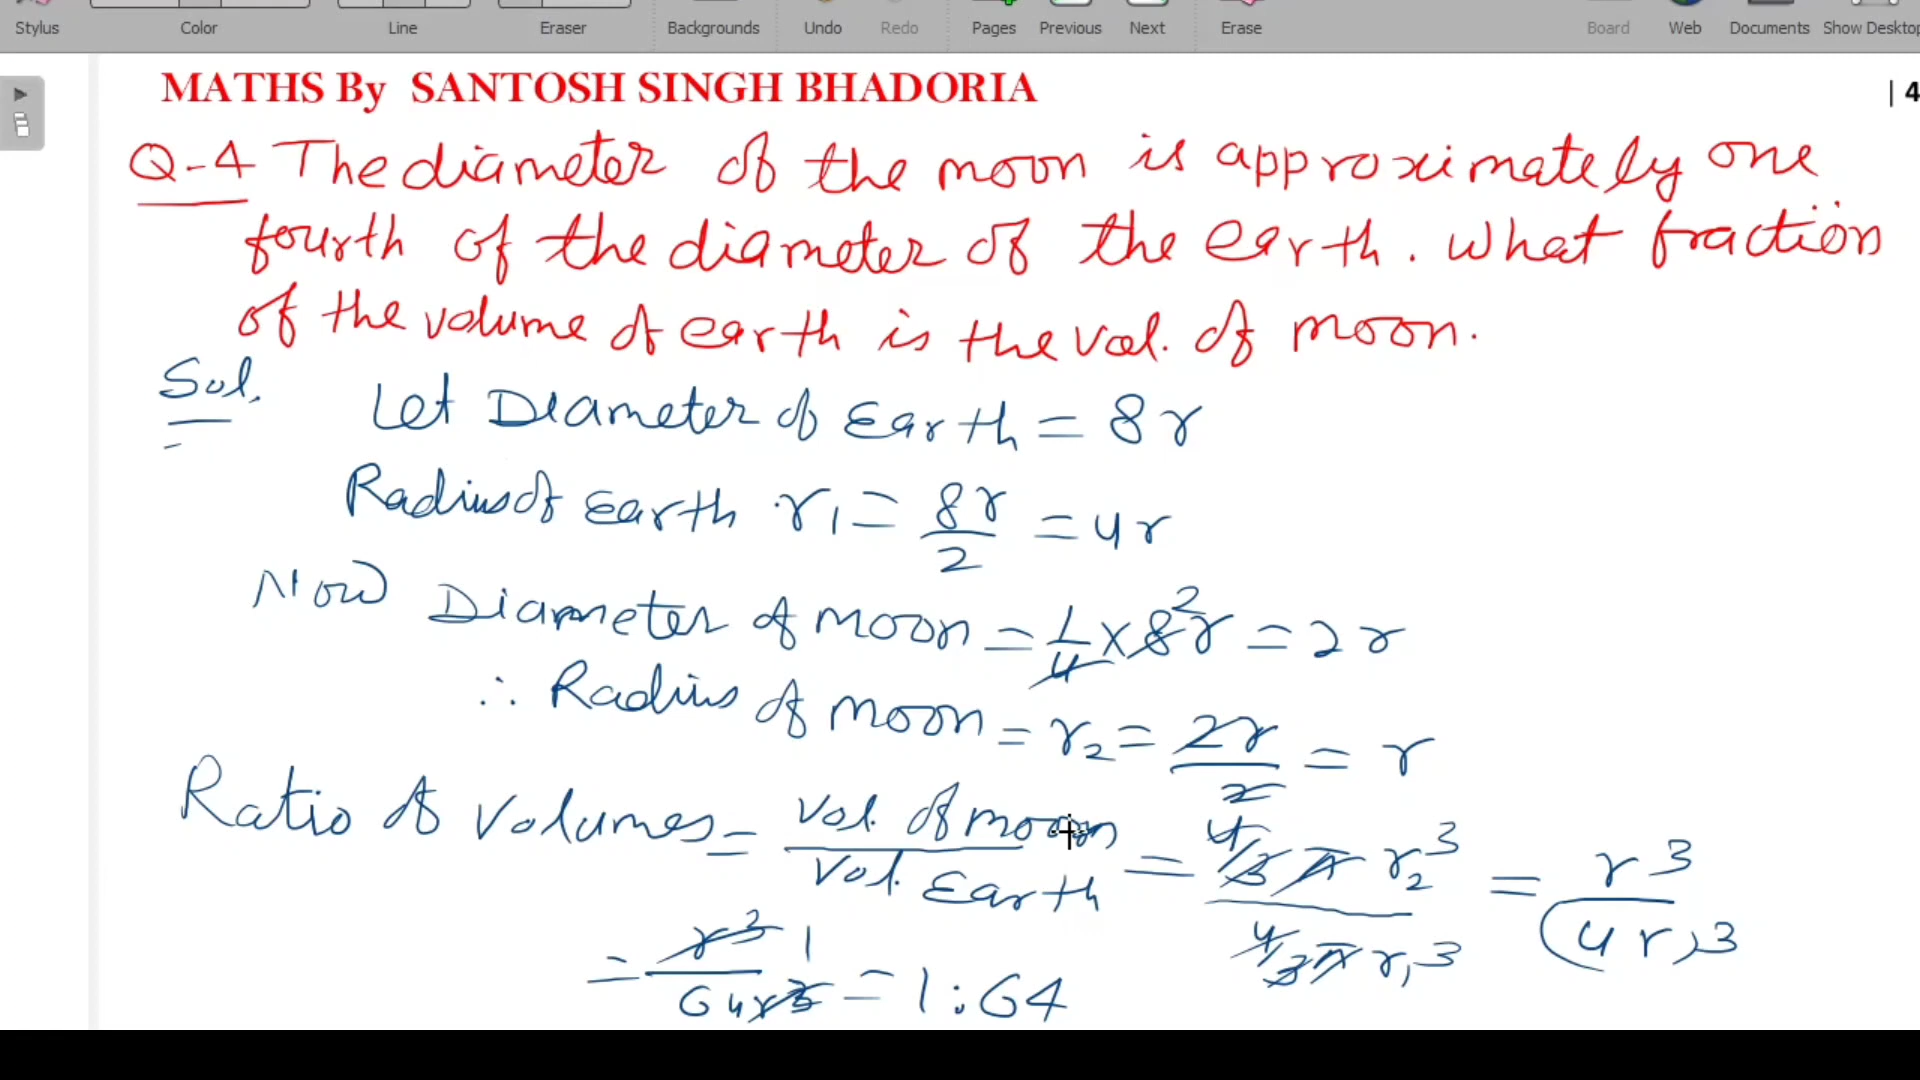 Stylus Color Line Eraser Backgrounds Undo Redo Pages Previous Next Erase Board Web Documents Show Desktop
MATHS By SANTOSH SINGH BHADORIA | 4
Q-4 The diameter of the moon is approximately one
fourth of the diameter of the earth. What fraction
of the volume of earth is the vol. of moon.
Sol.
Let Diameter of Earth = 8r
Radius of Earth r₁ = 8r/2 = 4r
Now Diameter of moon = 1/4 × 8²r = 2r
∴ Radius of moon = r₂ = 2r/2 = r
Ratio of Volumes = Vol. of moon / Vol. Earth = 4/3 π r₂³ / 4/3 π r₁³ = r³ / (4r)³
= r³ 1 / 64r³ = 1:64